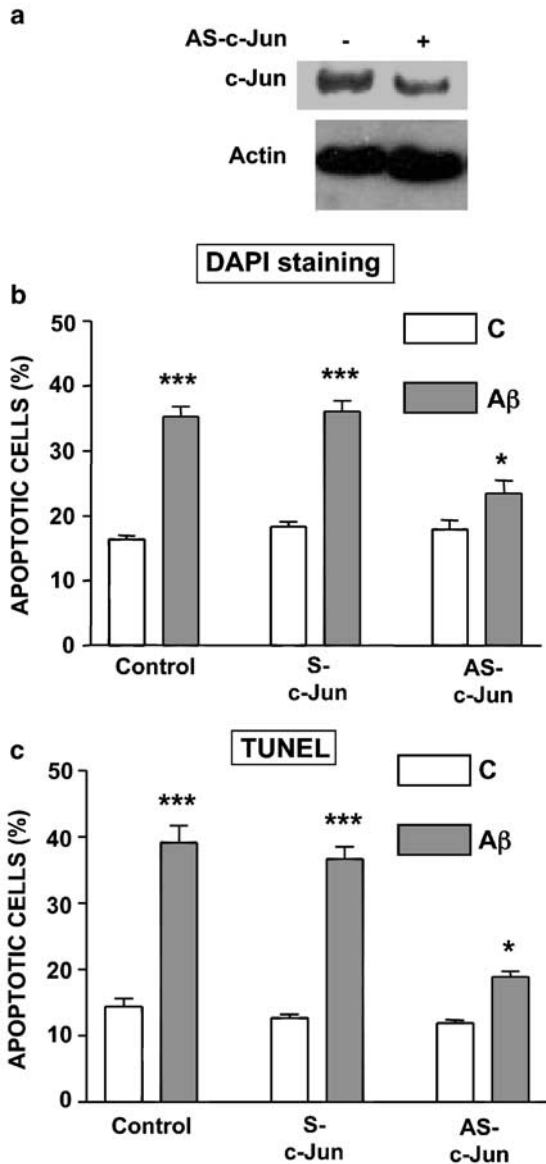 a
AS-c-Jun - +
c-Jun
Actin
DAPI staining
b
APOPTOTIC CELLS (%)
50
40
30
20
10
0
*** *** *
C
Aβ
Control S-c-Jun AS-c-Jun
c
TUNEL
APOPTOTIC CELLS (%)
50
40
30
20
10
0
*** *** *
C
Aβ
Control S-c-Jun AS-c-Jun